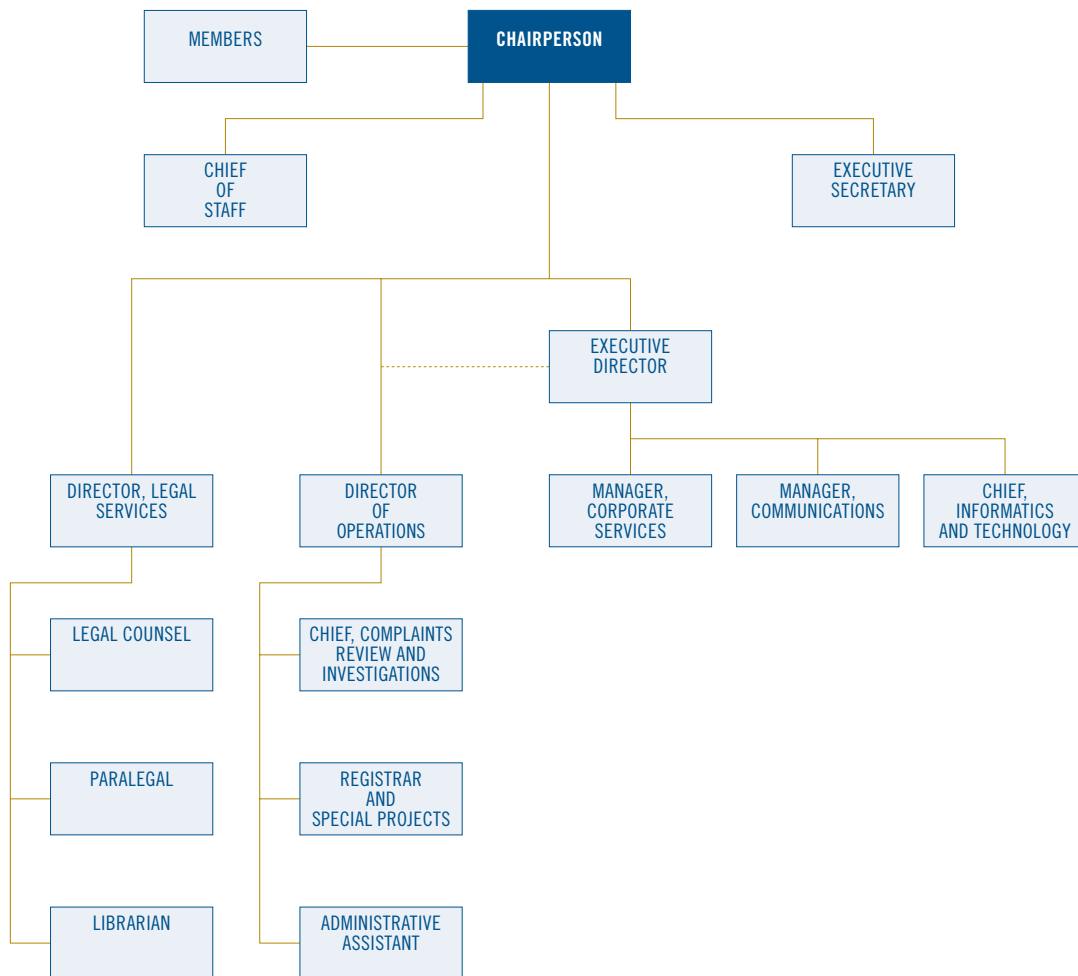 MEMBERS
CHAIRPERSON
CHIEF
OF
STAFF
EXECUTIVE
SECRETARY
EXECUTIVE
DIRECTOR
DIRECTOR, LEGAL
SERVICES
DIRECTOR
OF
OPERATIONS
MANAGER,
CORPORATE
SERVICES
MANAGER,
COMMUNICATIONS
CHIEF,
INFORMATICS
AND TECHNOLOGY
LEGAL COUNSEL
CHIEF, COMPLAINTS
REVIEW AND
INVESTIGATIONS
PARALEGAL
REGISTRAR
AND
SPECIAL PROJECTS
LIBRARIAN
ADMINISTRATIVE
ASSISTANT